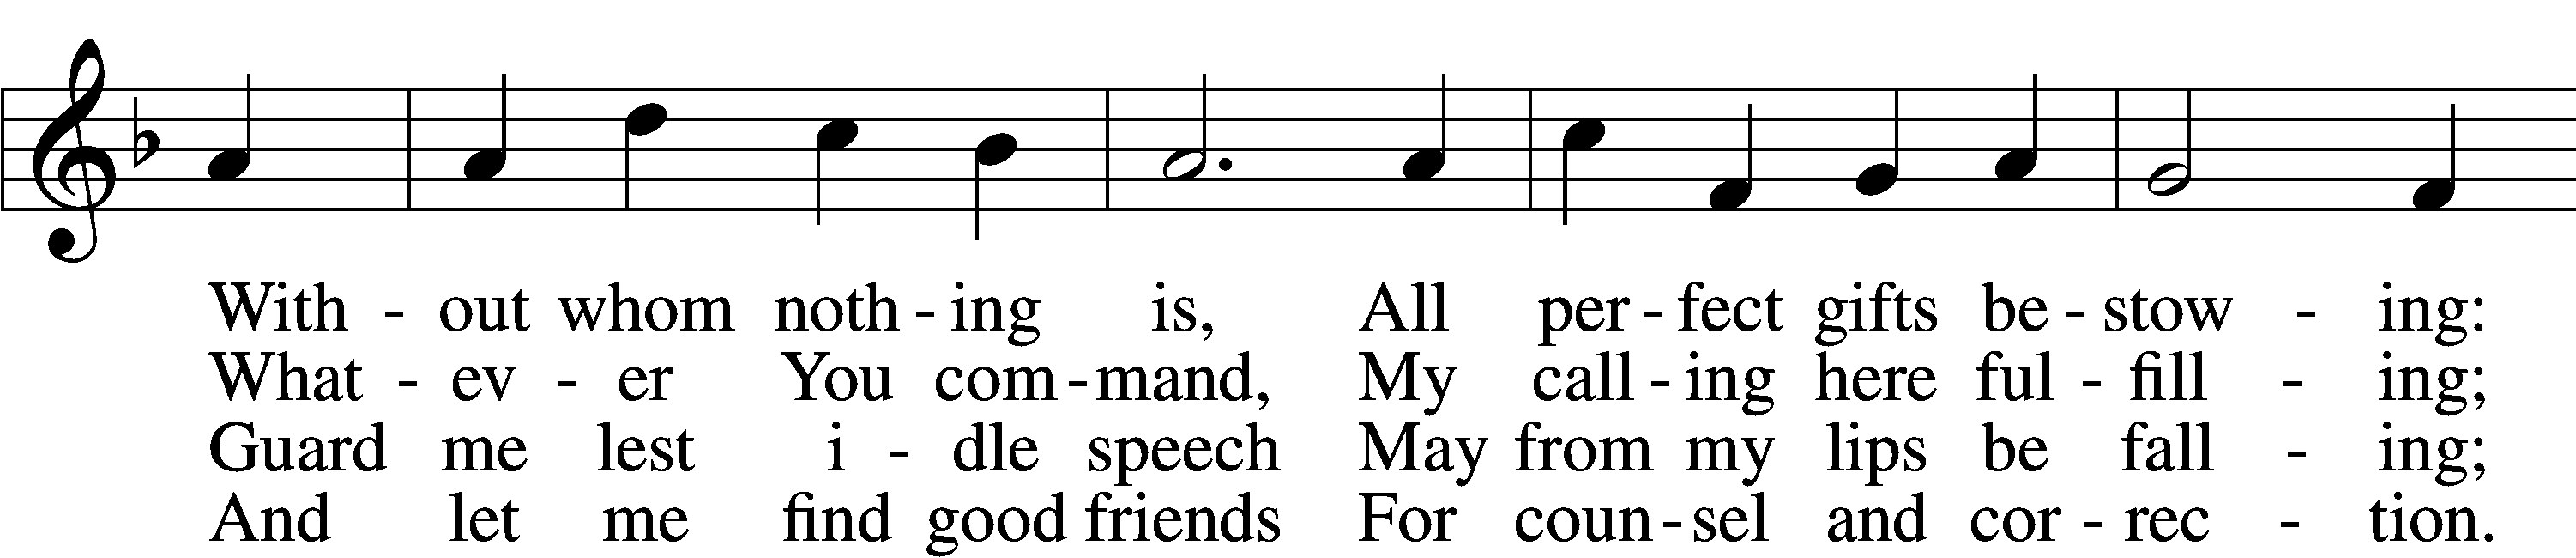 With - out whom noth - ing is, All per - fect gifts be - stow - ing:
What - ev - er You com - mand, My call - ing here ful - fill - ing;
Guard me lest i - dle speech May from my lips be fall - ing;
And let me find good friends For coun - sel and cor - rec - tion.